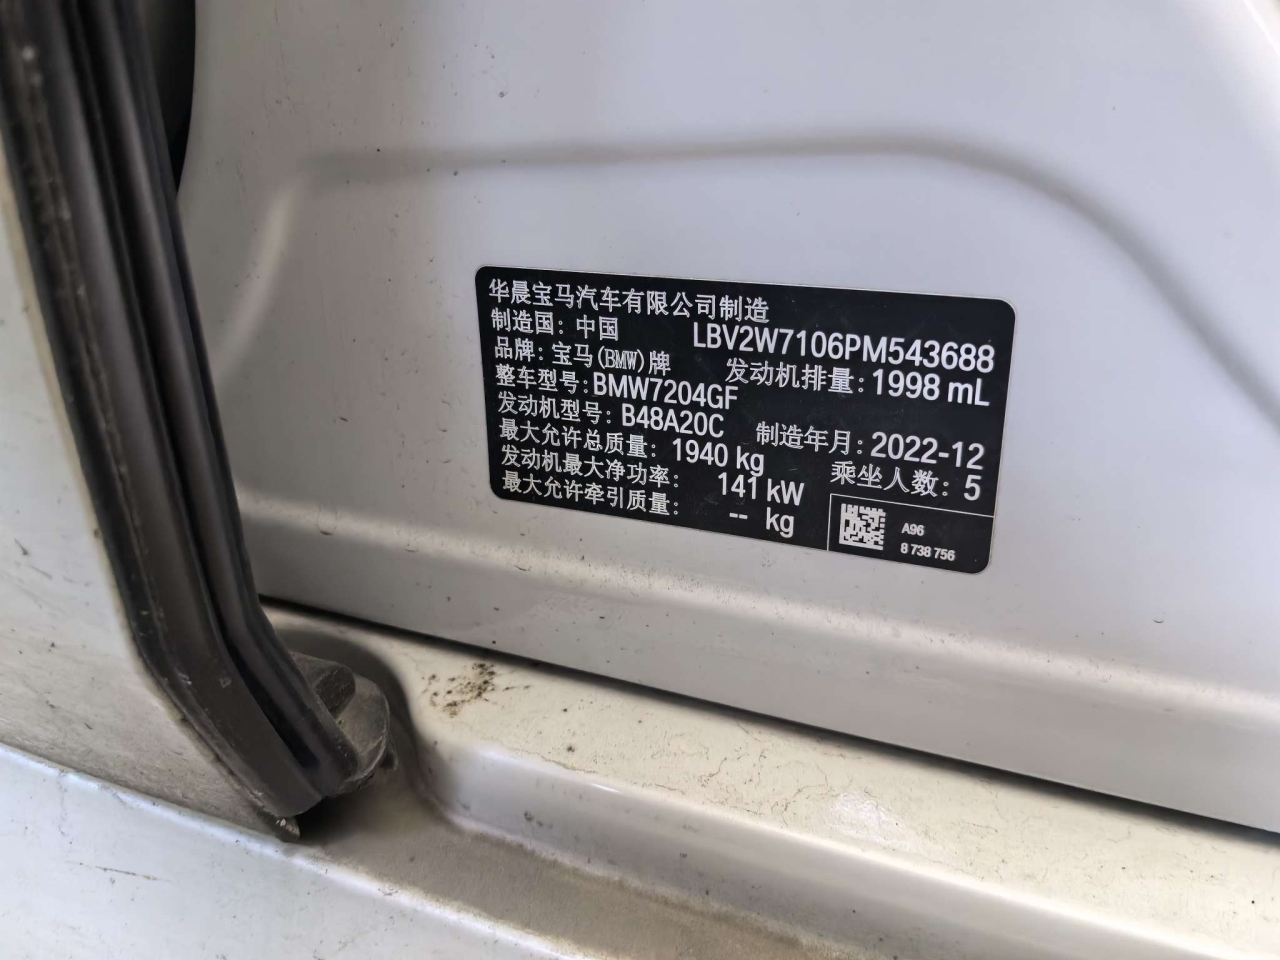 华晨宝马汽车有限公司制造
制造国: 中国 LBV2W7106PM543688
品牌: 宝马(BMW)牌 发动机排量: 1998 mL
整车型号: BMW7204GF
发动机型号: B48A20C 制造年月: 2022-12
最大允许总质量: 1940 kg 乘坐人数: 5
发动机最大净功率: 141 kW
最大允许牵引质量: -- kg
A96
8 738 756